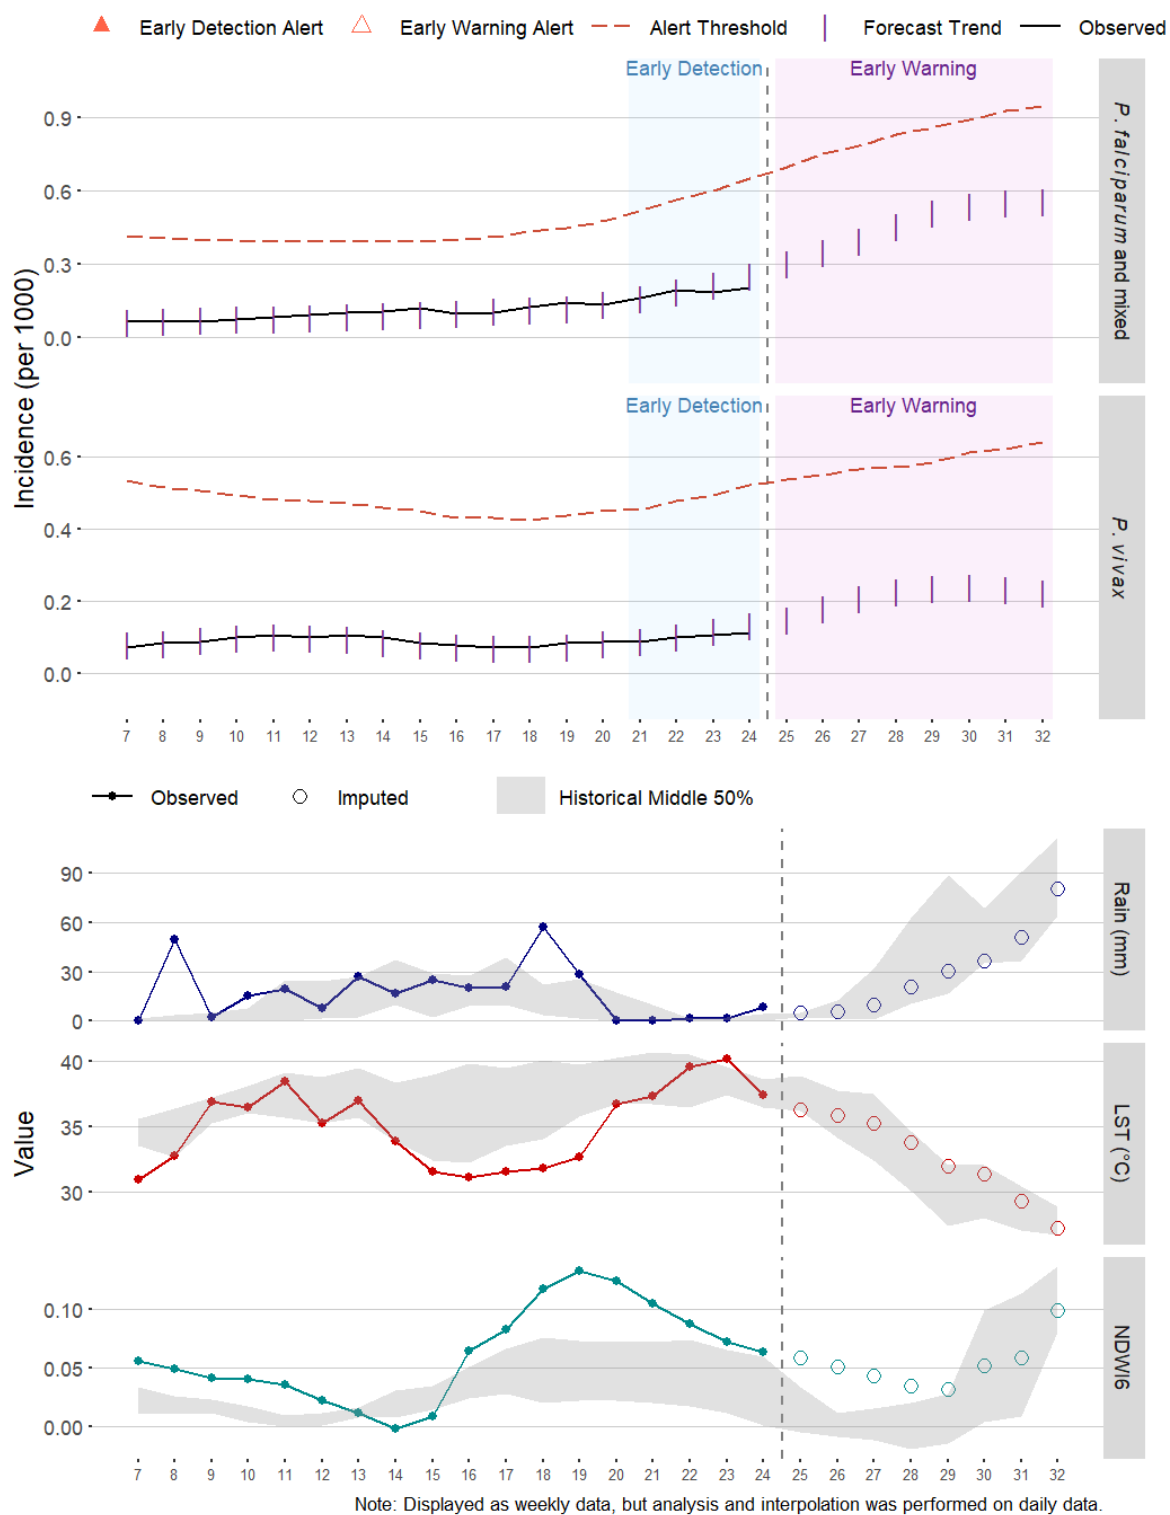 Early Detection Alert Early Warning Alert Alert Threshold Forecast Trend Observed
Early Detection Early Warning
0.9
0.6
0.3
0.0
P. falciparum and mixed
Incidence (per 1000)
Early Detection Early Warning
0.6
0.4
0.2
0.0
P. vivax
7 8 9 10 11 12 13 14 15 16 17 18 19 20 21 22 23 24 25 26 27 28 29 30 31 32
Observed Imputed Historical Middle 50%
90
60
30
0
Rain (mm)
40
35
30
LST (°C)
Value
0.10
0.05
0.00
NDWI6
7 8 9 10 11 12 13 14 15 16 17 18 19 20 21 22 23 24 25 26 27 28 29 30 31 32
Note: Displayed as weekly data, but analysis and interpolation was performed on daily data.